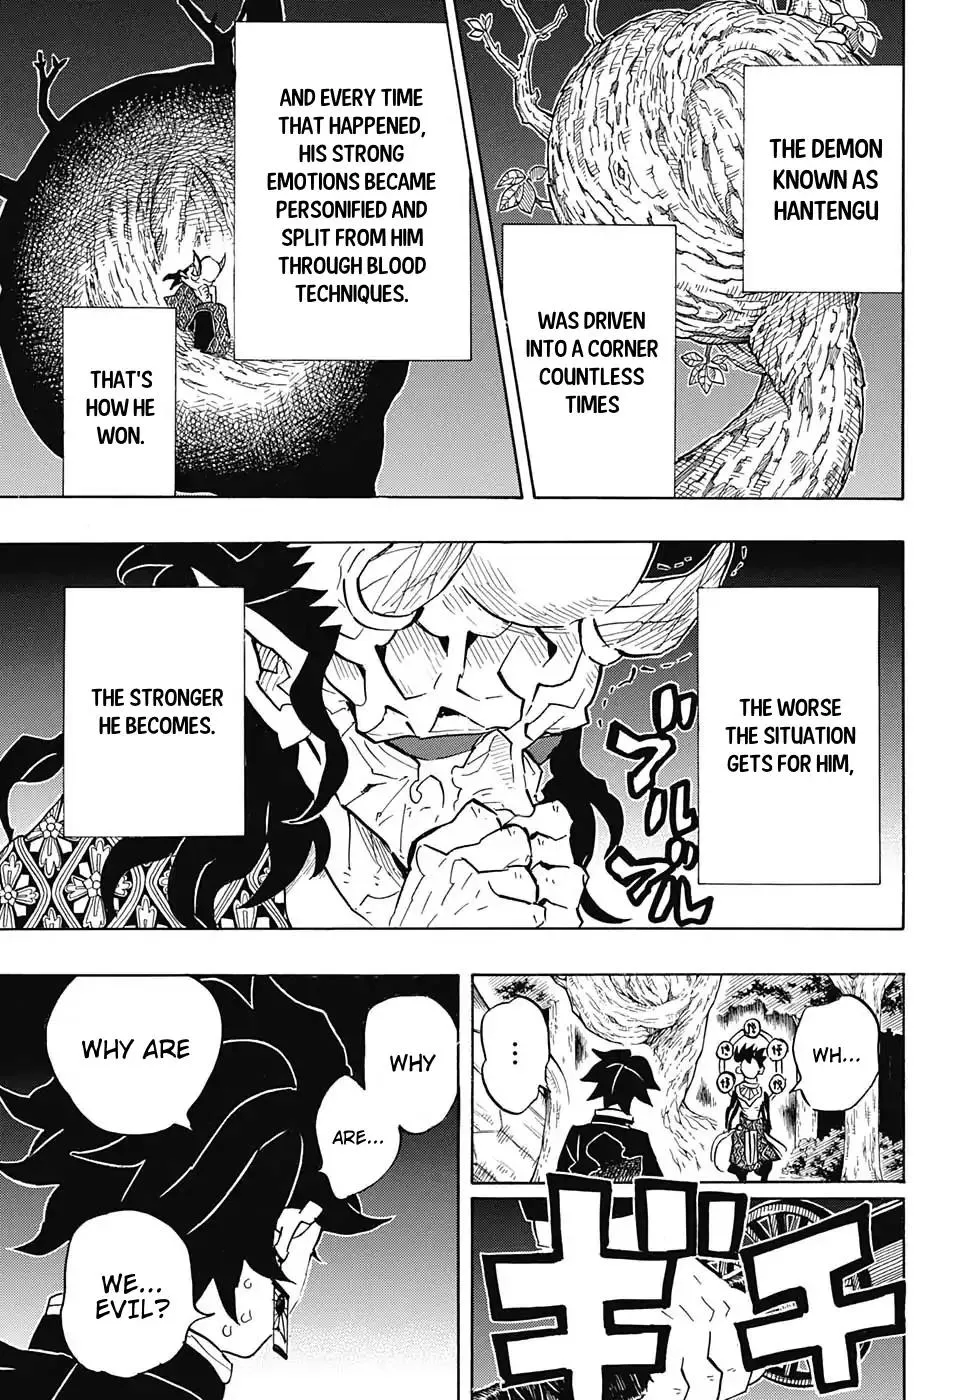 THE DEMON
KNOWN AS
HANTENGU
WAS DRIVEN
INTO A CORNER
COUNTLESS
TIMES
AND EVERY TIME
THAT HAPPENED,
HIS STRONG
EMOTIONS BECAME
PERSONIFIED AND
SPLIT FROM HIM
THROUGH BLOOD
TECHNIQUES.
THAT'S
HOW HE
WON.
THE WORSE
THE SITUATION
GETS FOR HIM,
ブルルブル
THE STRONGER
HE BECOMES.
WH...
...
ギチ
WHY
ARE...
WHY ARE
WE...
EVIL?